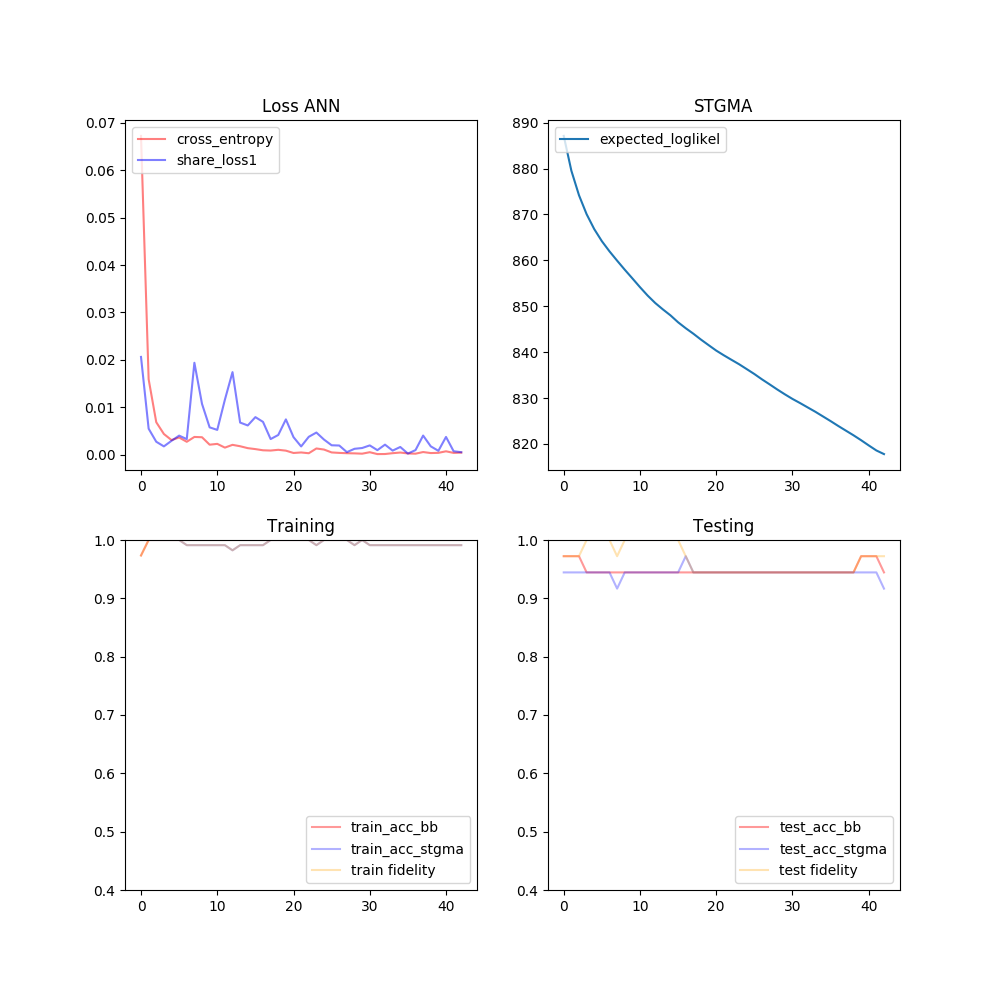 Loss ANN
0.07
0.06
0.05
0.04
0.03
0.02
0.01
0.00
cross_entropy
share_loss1
0 10 20 30 40
STGMA
890
880
870
860
850
840
830
820
expected_loglikel
0 10 20 30 40
Training
1.0
0.9
0.8
0.7
0.6
0.5
0.4
train_acc_bb
train_acc_stgma
train fidelity
0 10 20 30 40
Testing
1.0
0.9
0.8
0.7
0.6
0.5
0.4
test_acc_bb
test_acc_stgma
test fidelity
0 10 20 30 40